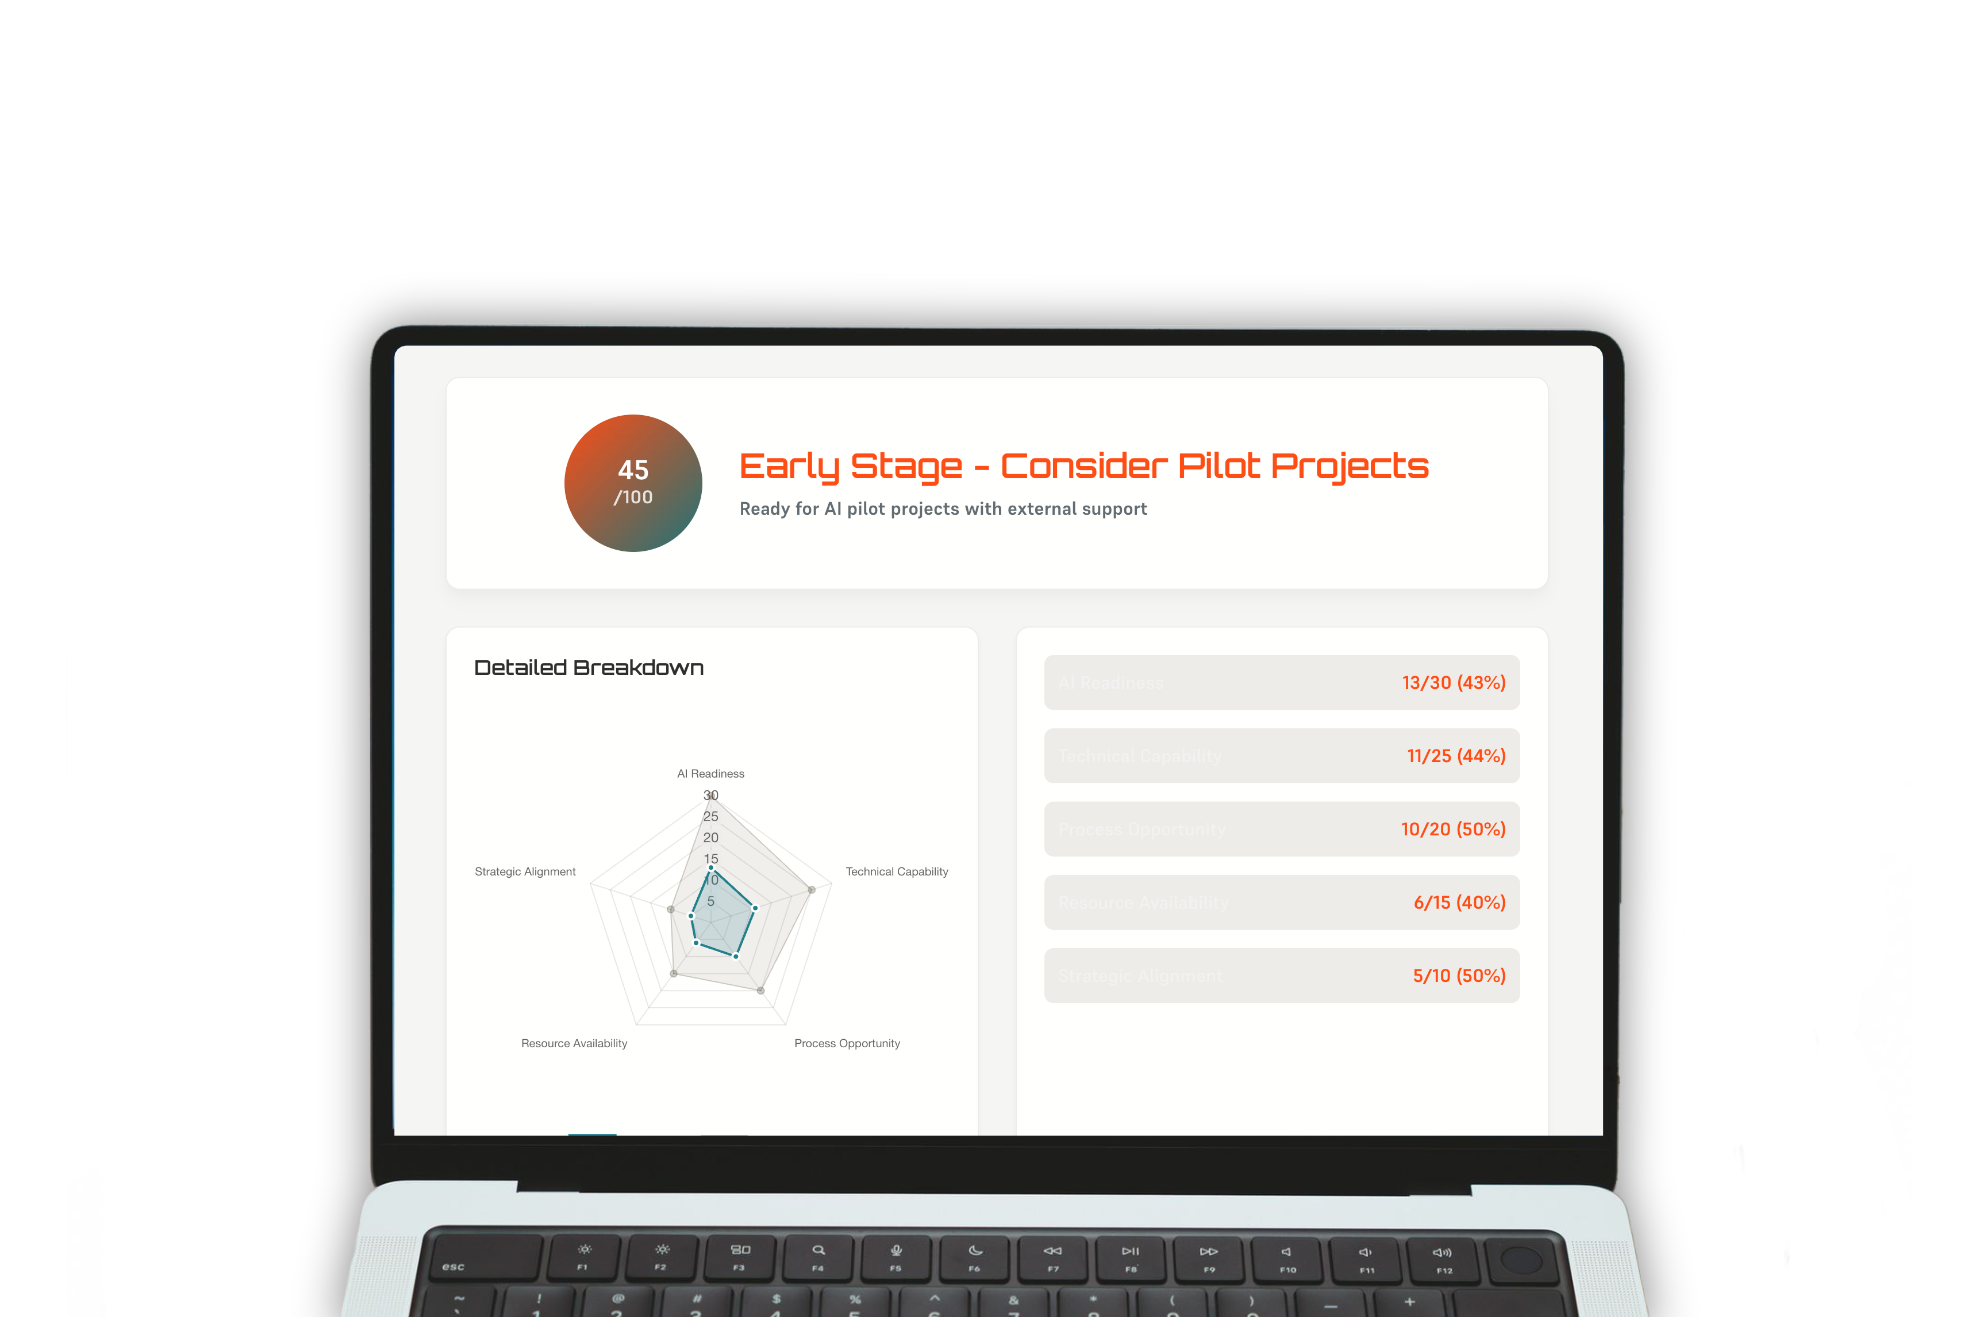 45
/100
Early Stage - Consider Pilot Projects
Ready for AI pilot projects with external support
Detailed Breakdown
AI Readiness
30
25
20
15
10
5
Strategic Alignment
Technical Capability
Resource Availability
Process Opportunity
AI Readiness 13/30 (43%)
Technical Capability 11/25 (44%)
Process Opportunity 10/20 (50%)
Resource Availability 6/15 (40%)
Strategic Alignment 5/10 (50%)
esc F1 F2 F3 F4 F5 F6 F7 F8 F9 F10 F11 F12
~ ! @ # $ % ^ & * ( ) — +